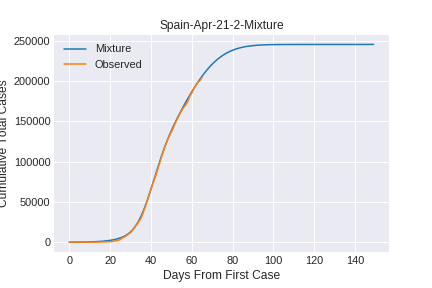 Spain-Apr-21-2-Mixture
250000
200000
150000
100000
50000
0
Cumulative Total Cases
Mixture
Observed
0 20 40 60 80 100 120 140
Days From First Case